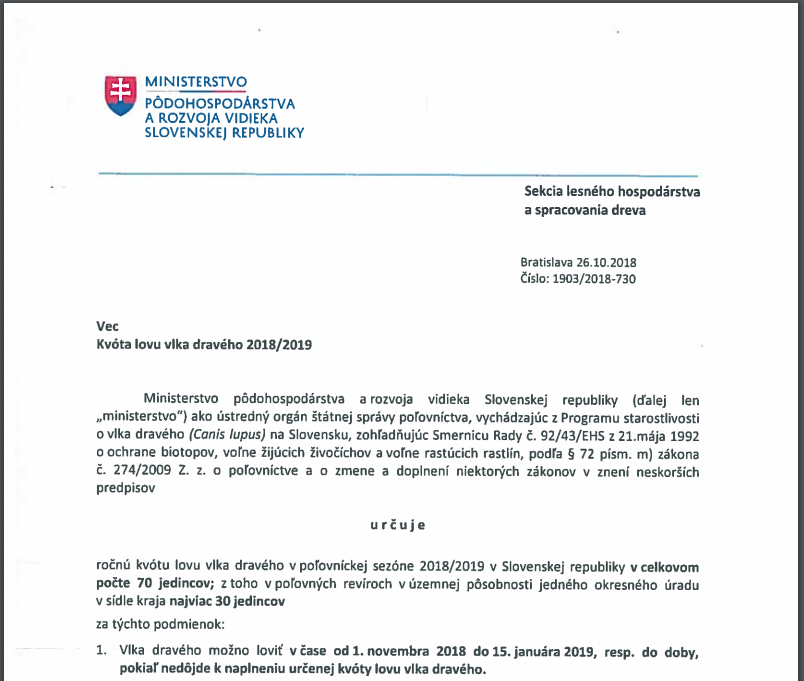 MINISTERSTVO
PÔDOHOSPODÁRSTVA
A ROZVOJA VIDIEKA
SLOVENSKEJ REPUBLIKY
Sekcia lesného hospodárstva
a spracovania dreva
Bratislava 26.10.2018
Číslo: 1903/2018-730
Vec
Kvóta lovu vlka dravého 2018/2019
Ministerstvo pôdohospodárstva a rozvoja vidieka Slovenskej republiky (ďalej len
„ministerstvo“) ako ústredný orgán štátnej správy poľovníctva, vychádzajúc z Programu starostlivosti
o vlka dravého (Canis lupus) na Slovensku, zohľadňujúc Smernicu Rady č. 92/43/EHS z 21.mája 1992
o ochrane biotopov, voľne žijúcich živočíchov a voľne rastúcich rastlín, podľa § 72 písm. m) zákona
č. 274/2009 Z. z. o poľovníctve a o zmene a doplnení niektorých zákonov v znení neskorších
predpisov
určuje
ročnú kvótu lovu vlka dravého v poľovníckej sezóne 2018/2019 v Slovenskej republiky v celkovom
počte 70 jedincov; z toho v poľovných revíroch v územnej pôsobnosti jedného okresného úradu
v sídle kraja najviac 30 jedincov
za týchto podmienok:
1. Vlka dravého možno loviť v čase od 1. novembra 2018 do 15. januára 2019, resp. do doby,
pokiaľ nedôjde k naplneniu určenej kvóty lovu vlka dravého.